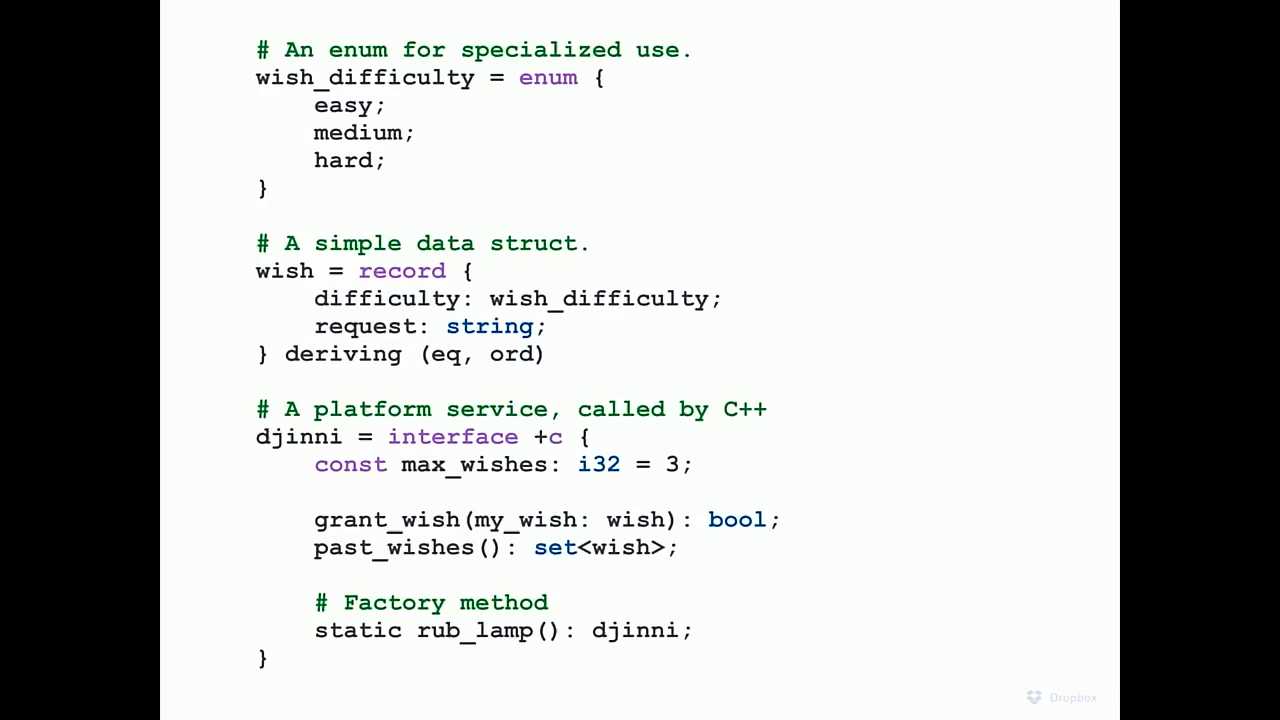 # An enum for specialized use.
wish_difficulty = enum {
    easy;
    medium;
    hard;
}

# A simple data struct.
wish = record {
    difficulty: wish_difficulty;
    request: string;
} deriving (eq, ord)

# A platform service, called by C++
djinni = interface +c {
    const max_wishes: i32 = 3;

    grant_wish(my_wish: wish): bool;
    past_wishes(): set<wish>;

    # Factory method
    static rub_lamp(): djinni;
}
Dropbox